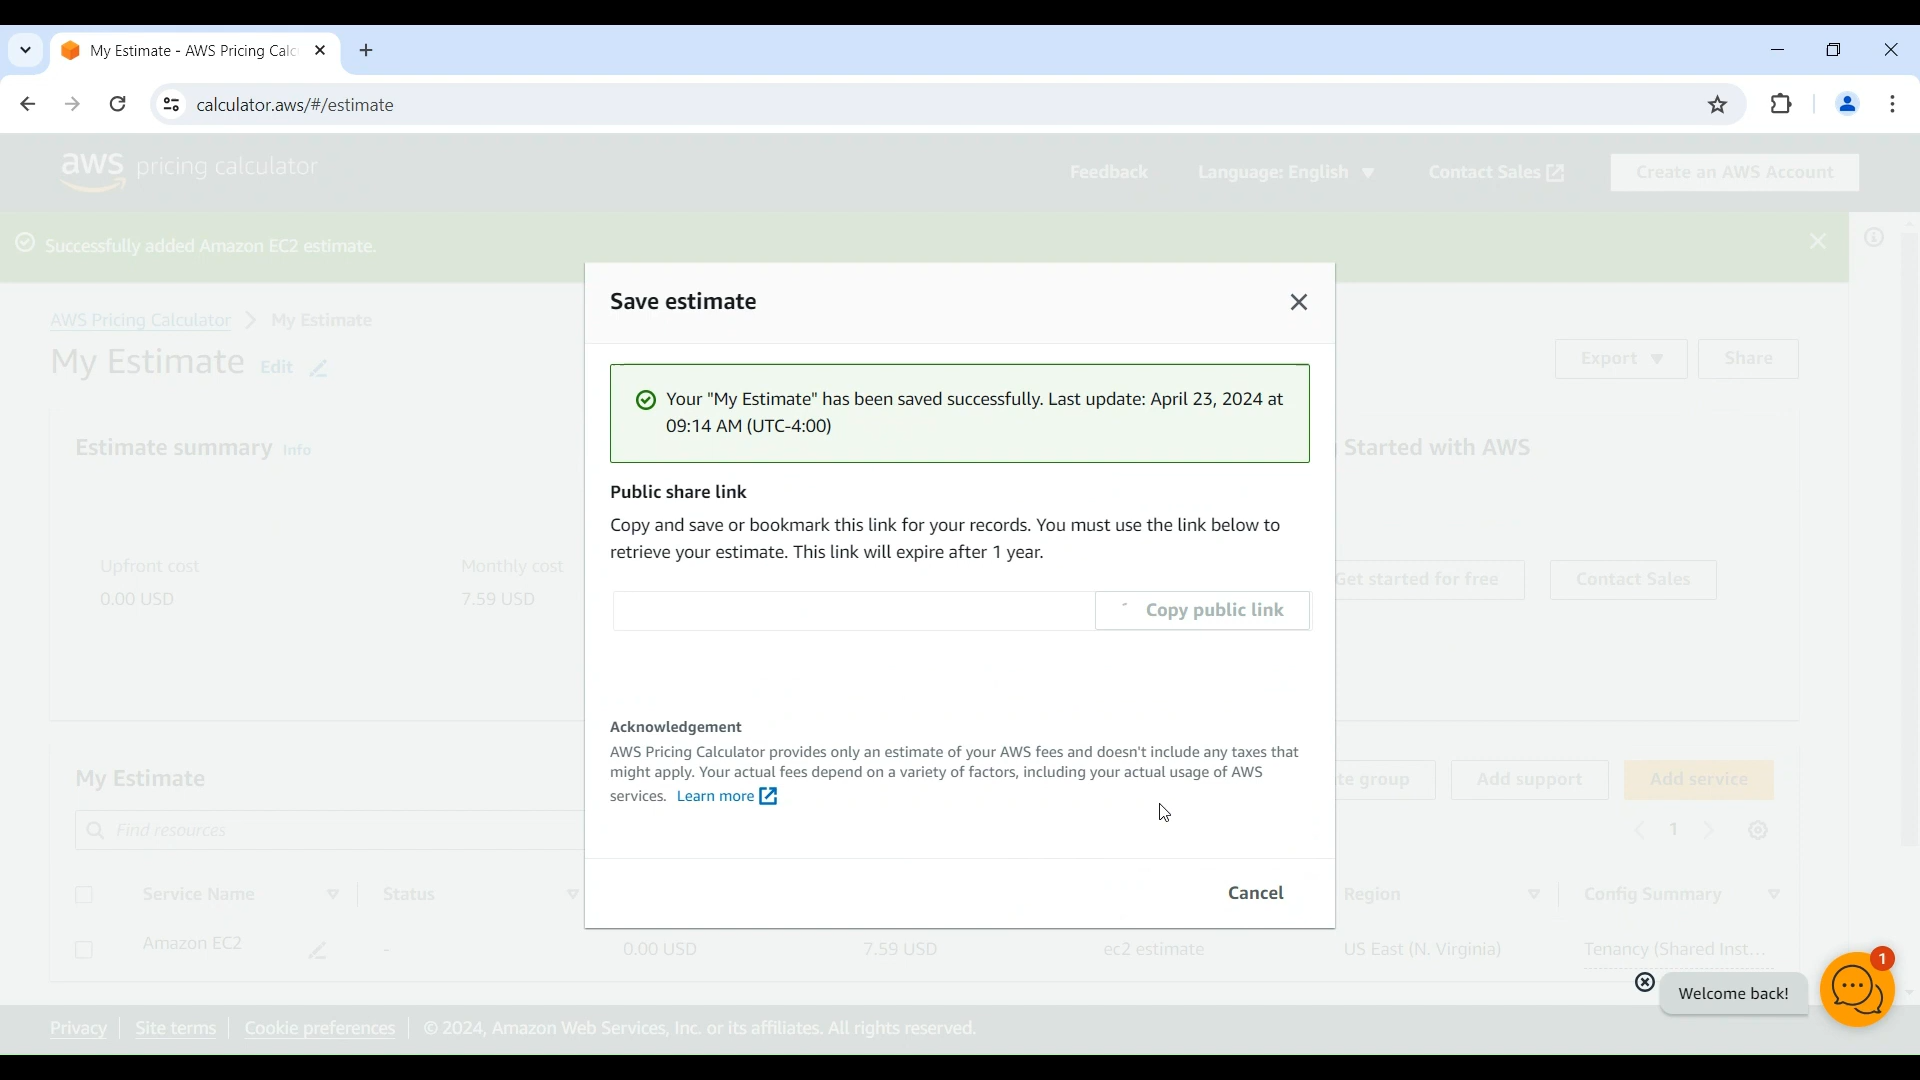 My Estimate - AWS Pricing Calc
calculator.aws/#/estimate
aws pricing calculator
Feedback
Language: English
Contact Sales
Create an AWS Account
Successfully added Amazon EC2 estimate.
AWS Pricing Calculator
My Estimate
My Estimate
Edit
Export
Share
Estimate summary
Info
Started with AWS
Upfront cost
0.00 USD
Monthly cost
7.59 USD
Get started for free
Contact Sales
Save estimate
Your "My Estimate" has been saved successfully. Last update: April 23, 2024 at
09:14 AM (UTC-4:00)
Public share link
Copy and save or bookmark this link for your records. You must use the link below to
retrieve your estimate. This link will expire after 1 year.
Copy public link
Acknowledgement
AWS Pricing Calculator provides only an estimate of your AWS fees and doesn't include any taxes that
might apply. Your actual fees depend on a variety of factors, including your actual usage of AWS
services. Learn more
Cancel
My Estimate
te group
Add support
Add service
Find resources
1
Service Name
Status
Region
Config Summary
Amazon EC2
-
0.00 USD
7.59 USD
ec2 estimate
US East (N. Virginia)
Tenancy (Shared Inst...
1
Welcome back!
Privacy
Site terms
Cookie preferences
© 2024, Amazon Web Services, Inc. or its affiliates. All rights reserved.